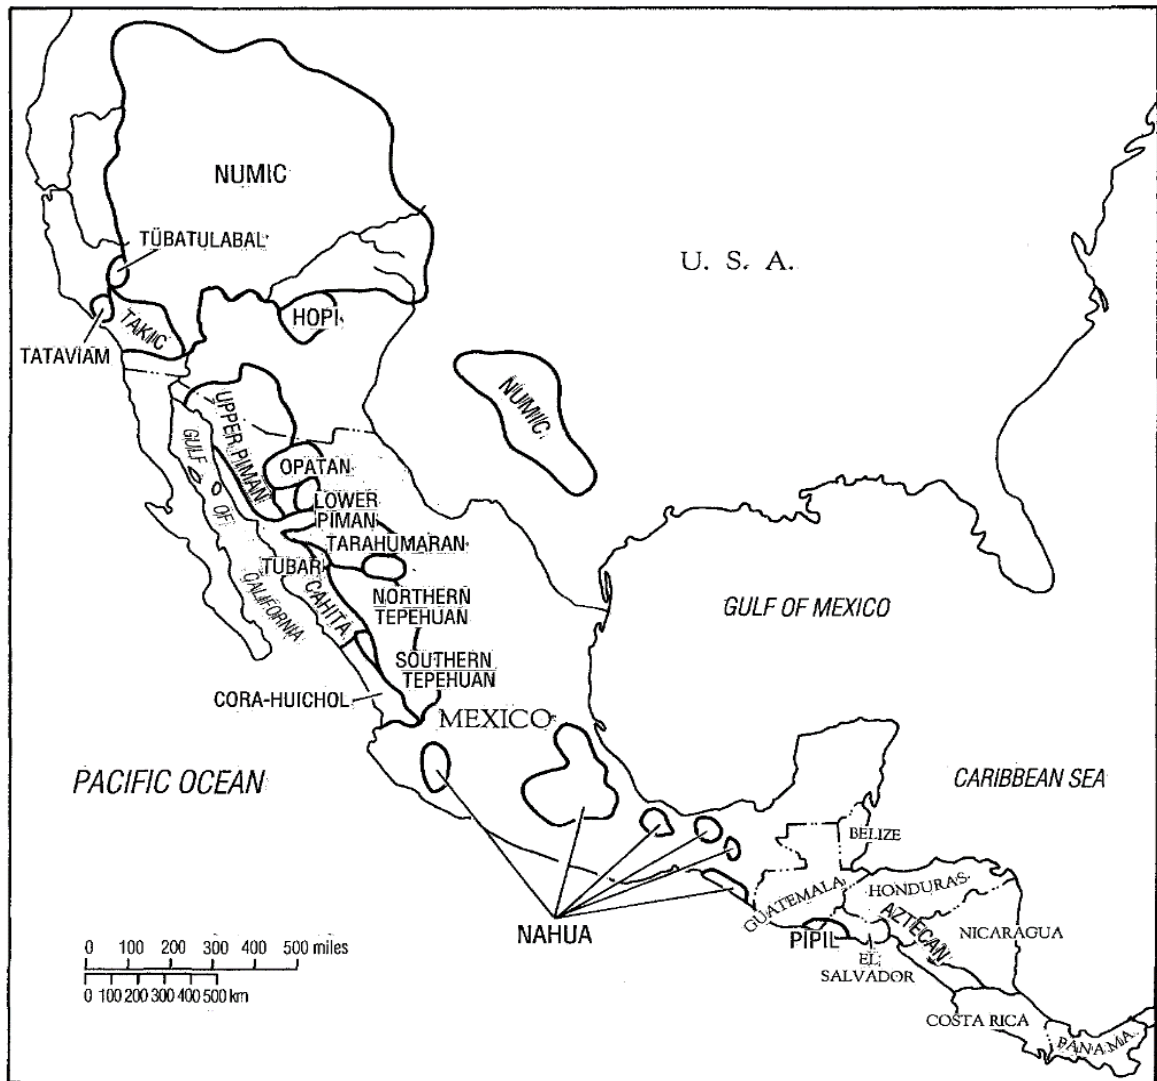 NUMIC
TÜBATULABAL
U. S. A.
HOPI
TAKIC
TATAVIAM
NUMIC
UPPER PIMAN
GULF
OF
CALIFORNIA
OPATAN
LOWER
PIMAN
TARAHUMARAN
TUBAR
CAHITA
NORTHERN
TEPEHUAN
GULF OF MEXICO
SOUTHERN
TEPEHUAN
CORA-HUICHOL
MEXICO
PACIFIC OCEAN
CARIBBEAN SEA
BELIZE
GUATEMALA
HONDURAS
AZTECAN
NICARAGUA
NAHUA
PIPIL
EL
SALVADOR
0 100 200 300 400 500 miles
0 100 200 300 400 500 km
COSTA RICA
PANAMA